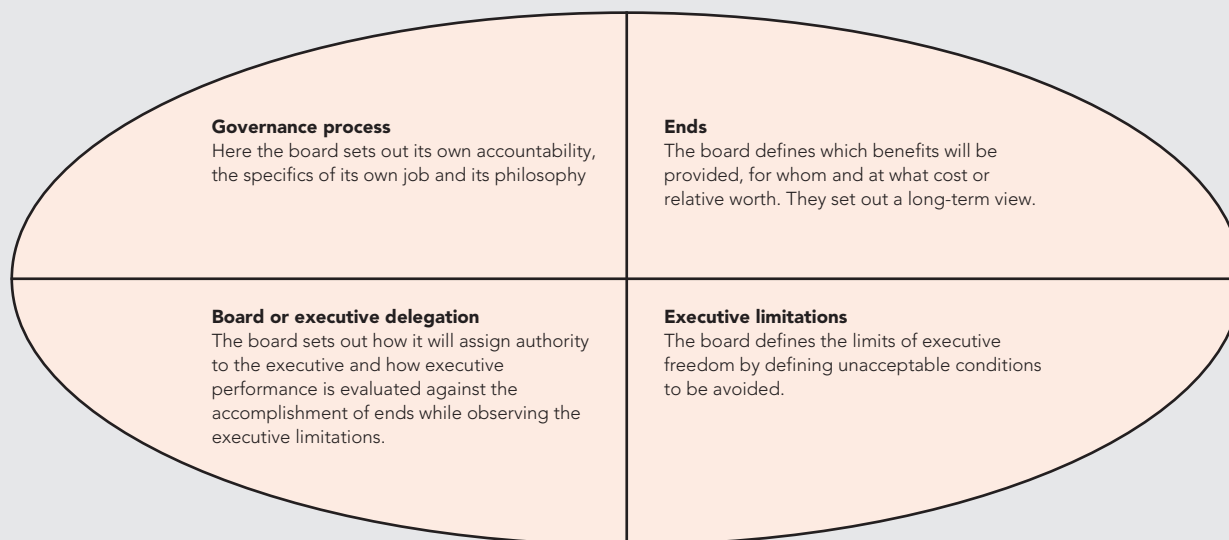 Governance process
Here the board sets out its own accountability,
the specifics of its own job and its philosophy
Ends
The board defines which benefits will be
provided, for whom and at what cost or
relative worth. They set out a long-term view.
Board or executive delegation
The board sets out how it will assign authority
to the executive and how executive
performance is evaluated against the
accomplishment of ends while observing the
executive limitations.
Executive limitations
The board defines the limits of executive
freedom by defining unacceptable conditions
to be avoided.